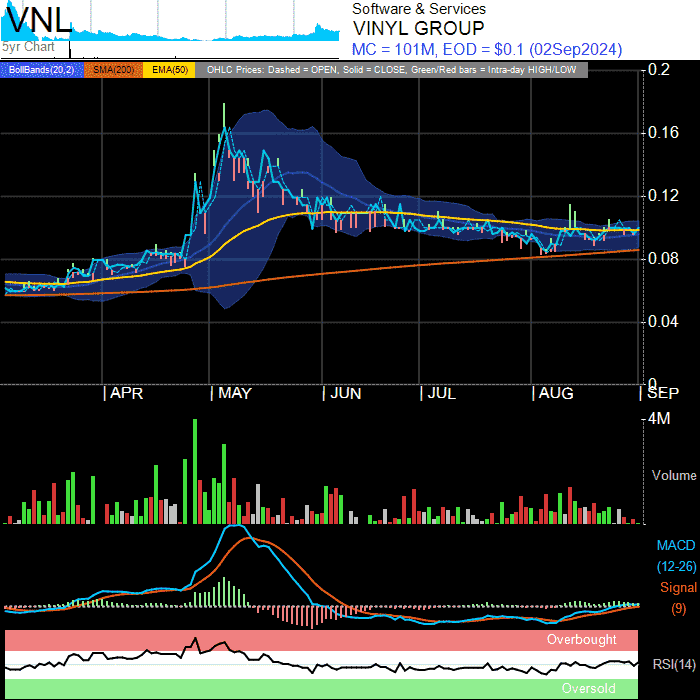 VNL
5yr Chart
Software & Services
VINYL GROUP
MC = 101M, EOD = $0.1 (02Sep2024)
BollBands(20,2) SMA(200) EMA(50) OHLC Prices: Dashed = OPEN, Solid = CLOSE, Green/Red bars = Intra-day HIGH/LOW
0.2
0.16
0.12
0.08
0.04
0
APR MAY JUN JUL AUG SEP
4M
Volume
MACD
(12-26)
Signal
(9)
Overbought
RSI(14)
Oversold